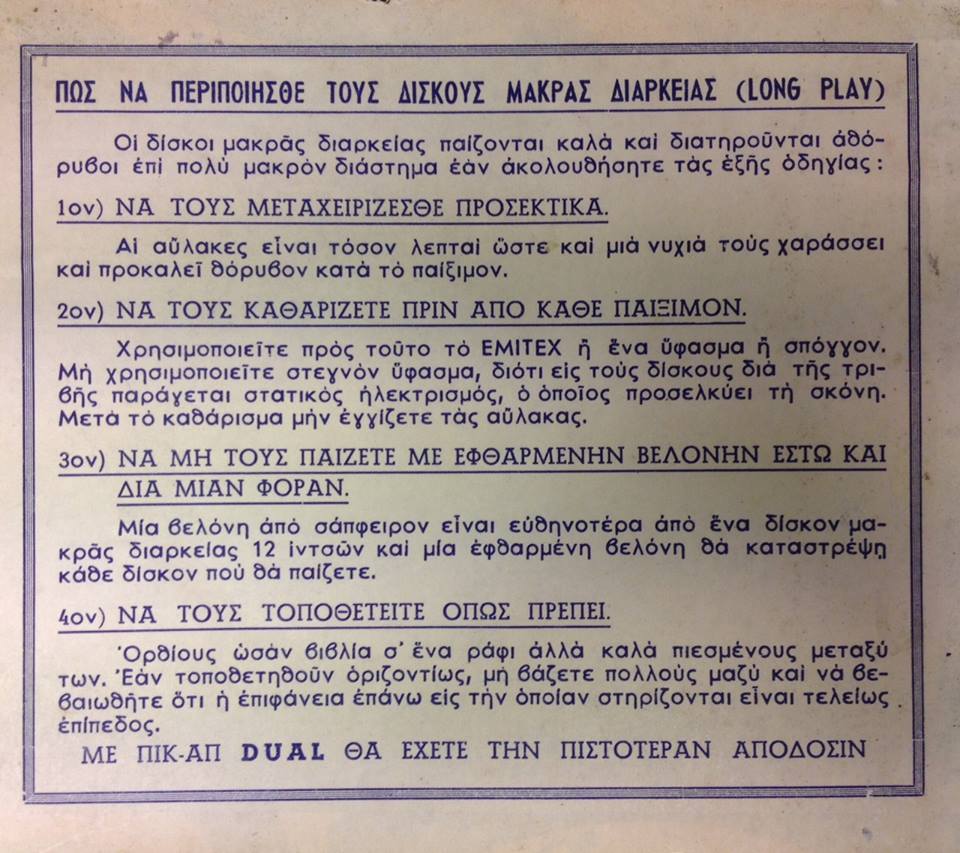 ΠΩΣ ΝΑ ΠΕΡΙΠΟΙΗΣΘΕ ΤΟΥΣ ΔΙΣΚΟΥΣ ΜΑΚΡΑΣ ΔΙΑΡΚΕΙΑΣ (LONG PLAY)
Οἱ δίσκοι μακρᾶς διαρκείας παίζονται καλὰ καὶ διατηροῦνται ἀθό-
ρυβοι ἐπὶ πολὺ μακρὸν διάστημα ἐὰν ἀκολουθήσητε τὰς ἑξῆς ὁδηγίας :
1ον) ΝΑ ΤΟΥΣ ΜΕΤΑΧΕΙΡΙΖΕΣΘΕ ΠΡΟΣΕΚΤΙΚΑ.
Αἱ αὔλακες εἶναι τόσον λεπταὶ ὥστε καὶ μιὰ νυχιὰ τοὺς χαράσσει
καὶ προκαλεῖ θόρυβον κατὰ τὸ παίξιμον.
2ον) ΝΑ ΤΟΥΣ ΚΑΘΑΡΙΖΕΤΕ ΠΡΙΝ ΑΠΟ ΚΑΘΕ ΠΑΙΞΙΜΟΝ.
Χρησιμοποιεῖτε πρὸς τοῦτο τὸ EMITEX ἢ ἕνα ὕφασμα ἢ σπόγγον.
Μὴ χρησιμοποιεῖτε στεγνὸν ὕφασμα, διότι εἰς τοὺς δίσκους διὰ τῆς τρι-
βῆς παράγεται στατικὸς ἠλεκτρισμός, ὁ ὁποῖος προσελκύει τὴ σκόνη.
Μετὰ τὸ καθάρισμα μὴν ἐγγίζετε τὰς αὔλακας.
3ον) ΝΑ ΜΗ ΤΟΥΣ ΠΑΙΖΕΤΕ ΜΕ ΕΦΘΑΡΜΕΝΗΝ ΒΕΛΟΝΗΝ ΕΣΤΩ ΚΑΙ
ΔΙΑ ΜΙΑΝ ΦΟΡΑΝ.
Μία βελόνη ἀπὸ σάπφειρον εἶναι εὐθηνοτέρα ἀπὸ ἕνα δίσκον μα-
κρᾶς διαρκείας 12 ἰντσῶν καὶ μία ἐφθαρμένη βελόνη θὰ καταστρέψῃ
κάθε δίσκον ποὺ θὰ παίζετε.
4ον) ΝΑ ΤΟΥΣ ΤΟΠΟΘΕΤΕΙΤΕ ΟΠΩΣ ΠΡΕΠΕΙ.
Ὀρθίους ὡσὰν βιβλία σ' ἕνα ράφι ἀλλὰ καλὰ πιεσμένους μεταξύ
των. Ἐὰν τοποθετηθοῦν ὁριζοντίως, μὴ βάζετε πολλοὺς μαζὺ καὶ νὰ βε-
βαιωθῆτε ὅτι ἡ ἐπιφάνεια ἐπάνω εἰς τὴν ὁποίαν στηρίζονται εἶναι τελείως
ἐπίπεδος.
ΜΕ ΠΙΚ-ΑΠ DUAL ΘΑ ΕΧΕΤΕ ΤΗΝ ΠΙΣΤΟΤΕΡΑΝ ΑΠΟΔΟΣΙΝ